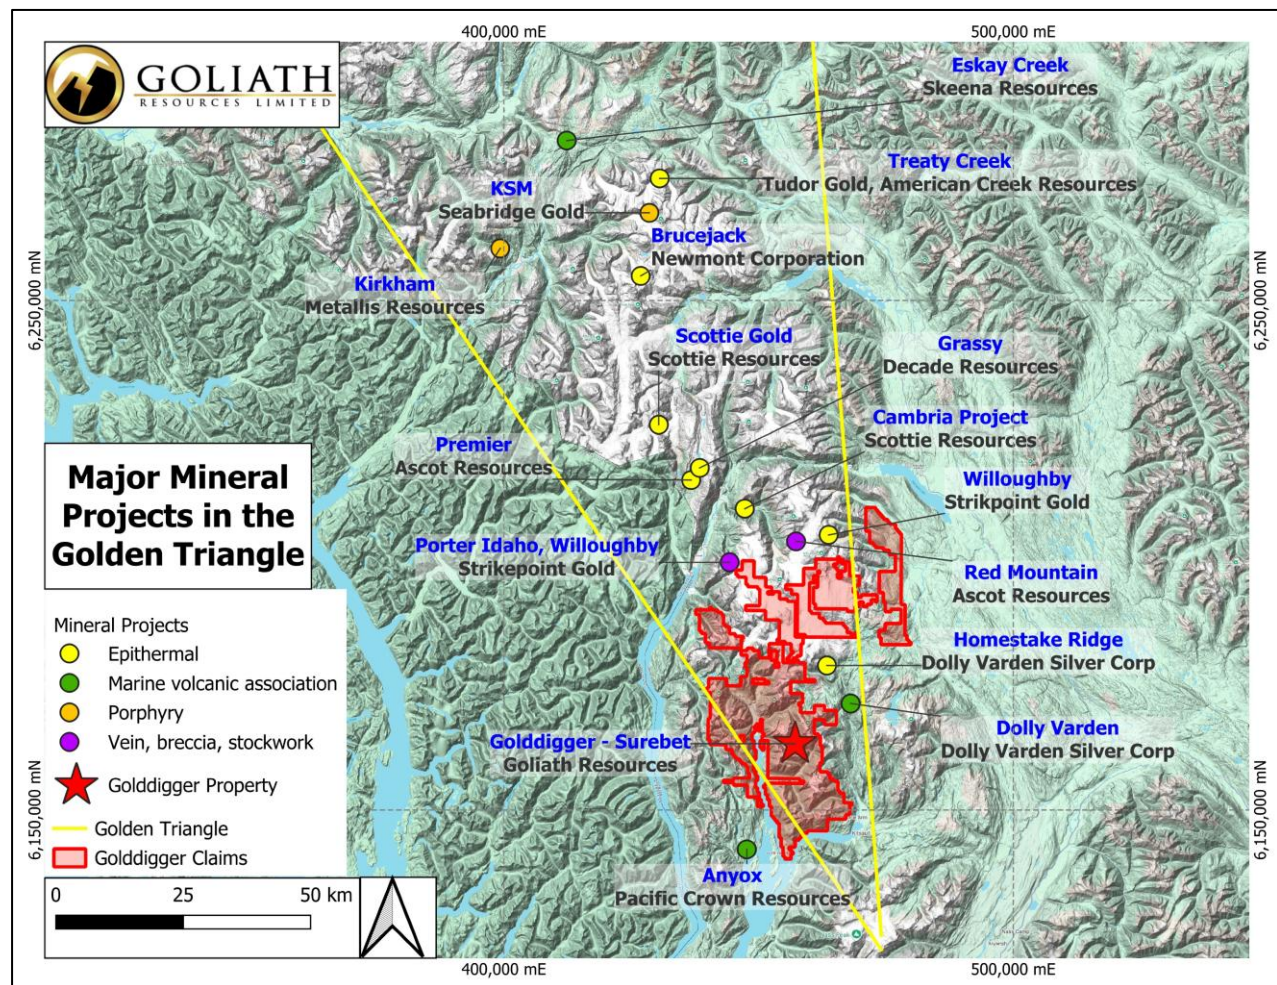 400,000 mE
500,000 mE
GOLIATH
RESOURCES LIMITED
Eskay Creek
Skeena Resources
Treaty Creek
Tudor Gold, American Creek Resources
KSM
Seabridge Gold
Brucejack
Newmont Corporation
Kirkham
Metallis Resources
6,250,000 mN
6,250,000 mN
Scottie Gold
Scottie Resources
Grassy
Decade Resources
Cambria Project
Scottie Resources
Premier
Ascot Resources
Willoughby
Strikpoint Gold
Major Mineral
Projects in the
Golden Triangle
Porter Idaho, Willoughby
Strikepoint Gold
Red Mountain
Ascot Resources
Homestake Ridge
Dolly Varden Silver Corp
Dolly Varden
Dolly Varden Silver Corp
Golddigger - Surebet
Goliath Resources
Mineral Projects
Epithermal
Marine volcanic association
Porphyry
Vein, breccia, stockwork
Golddigger Property
Golden Triangle
Golddigger Claims
6,150,000 mN
6,150,000 mN
Anyox
Pacific Crown Resources
0 25 50 km
400,000 mE
500,000 mE